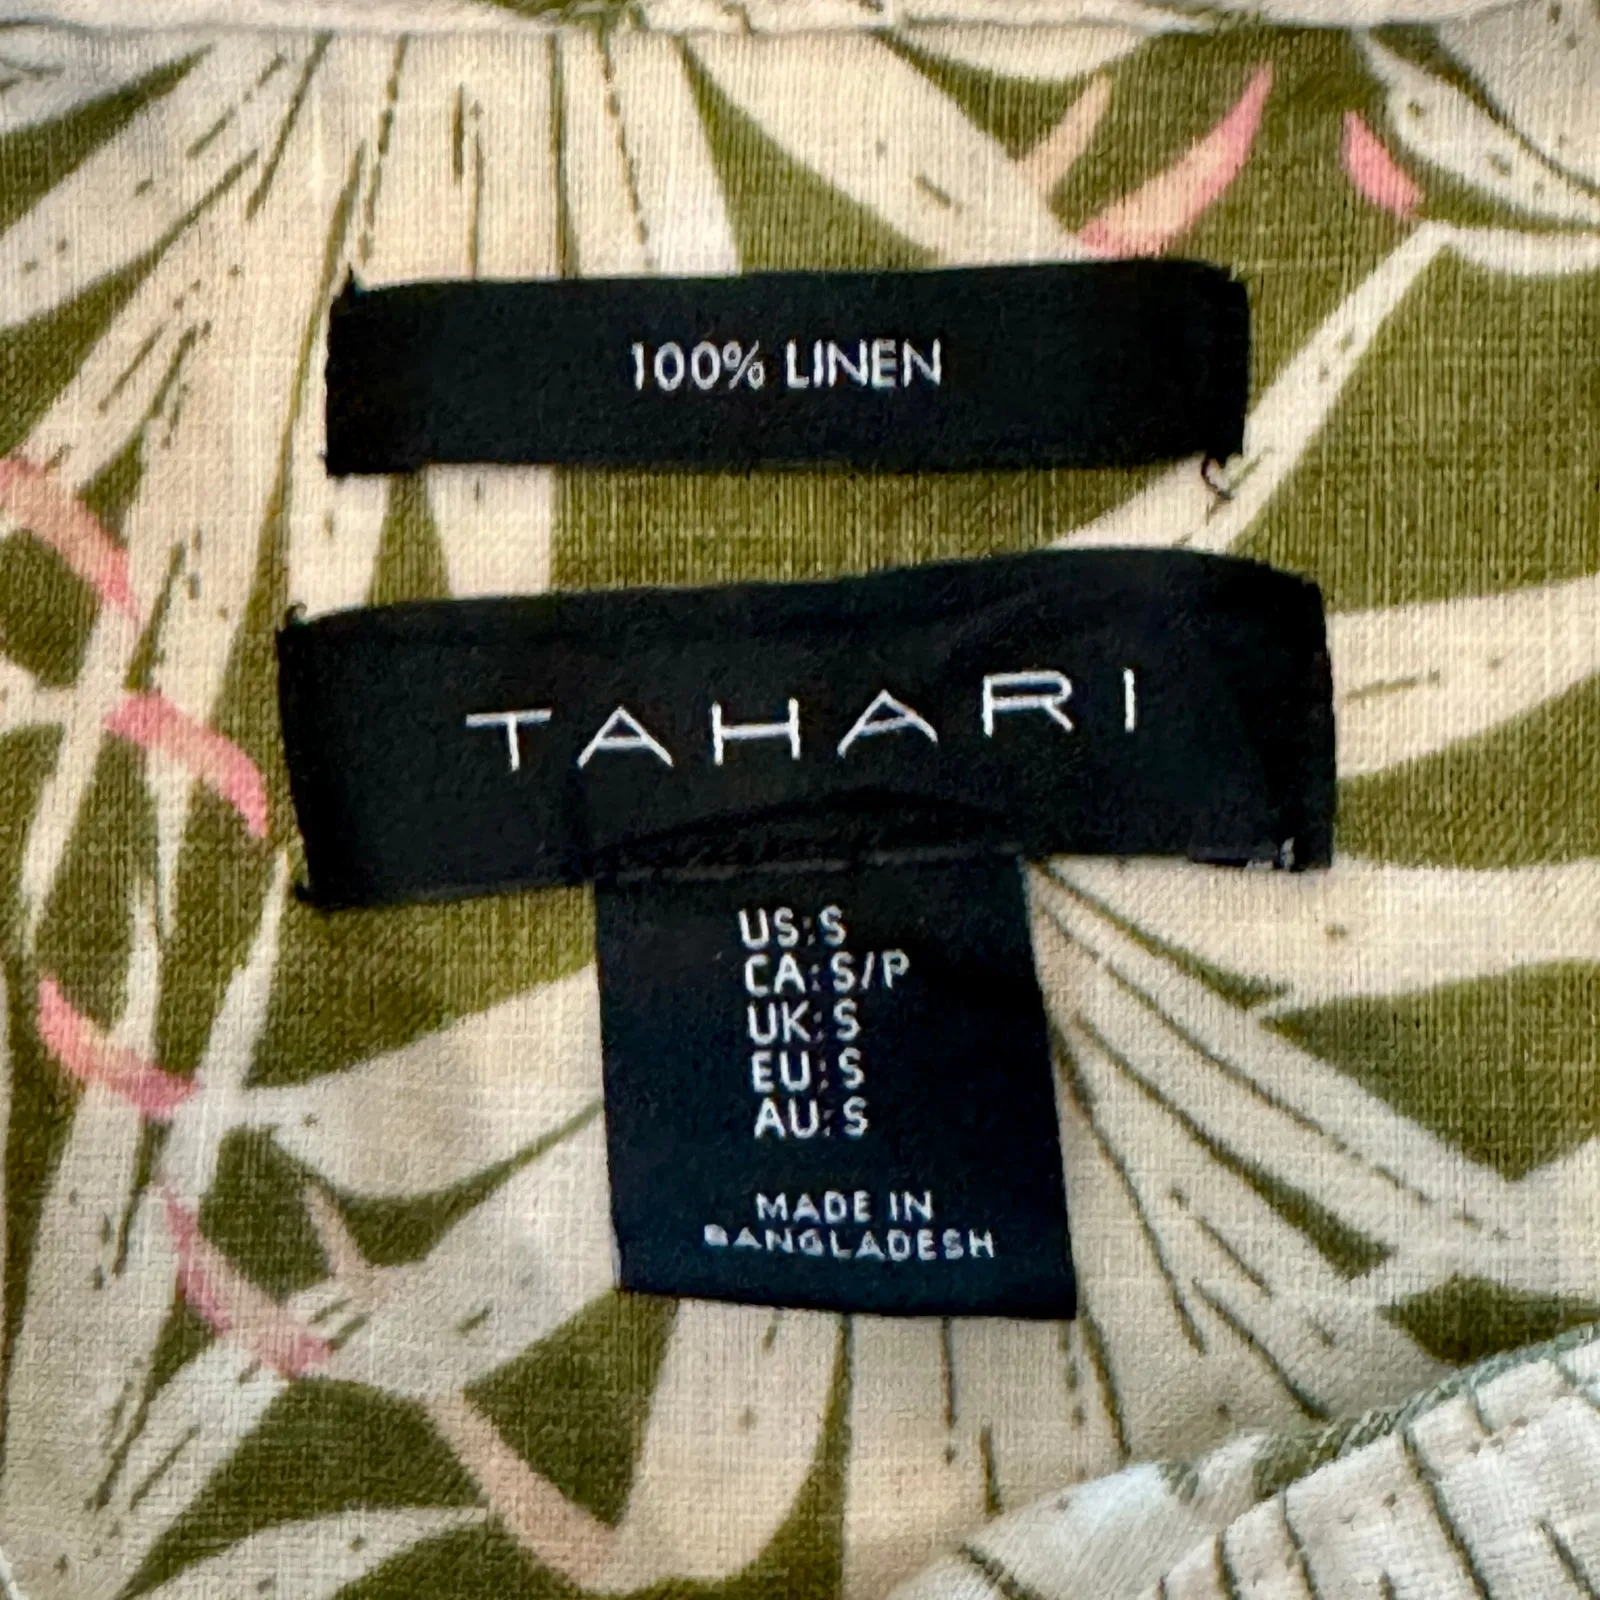 100% LINEN
TAHARI
US:S
CA:S/P
UK:S
EU:S
AU:S
MADE IN
BANGLADESH